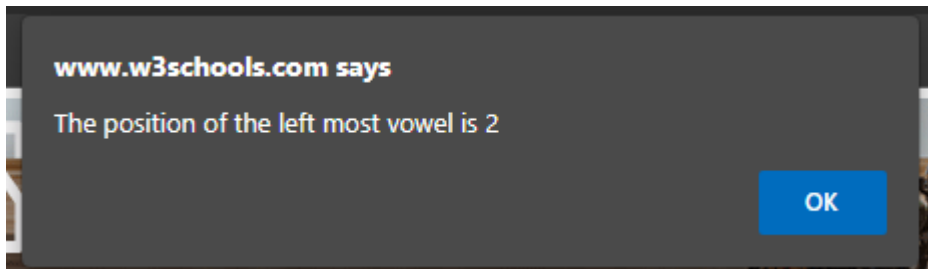 www.w3schools.com says
The position of the left most vowel is 2
OK